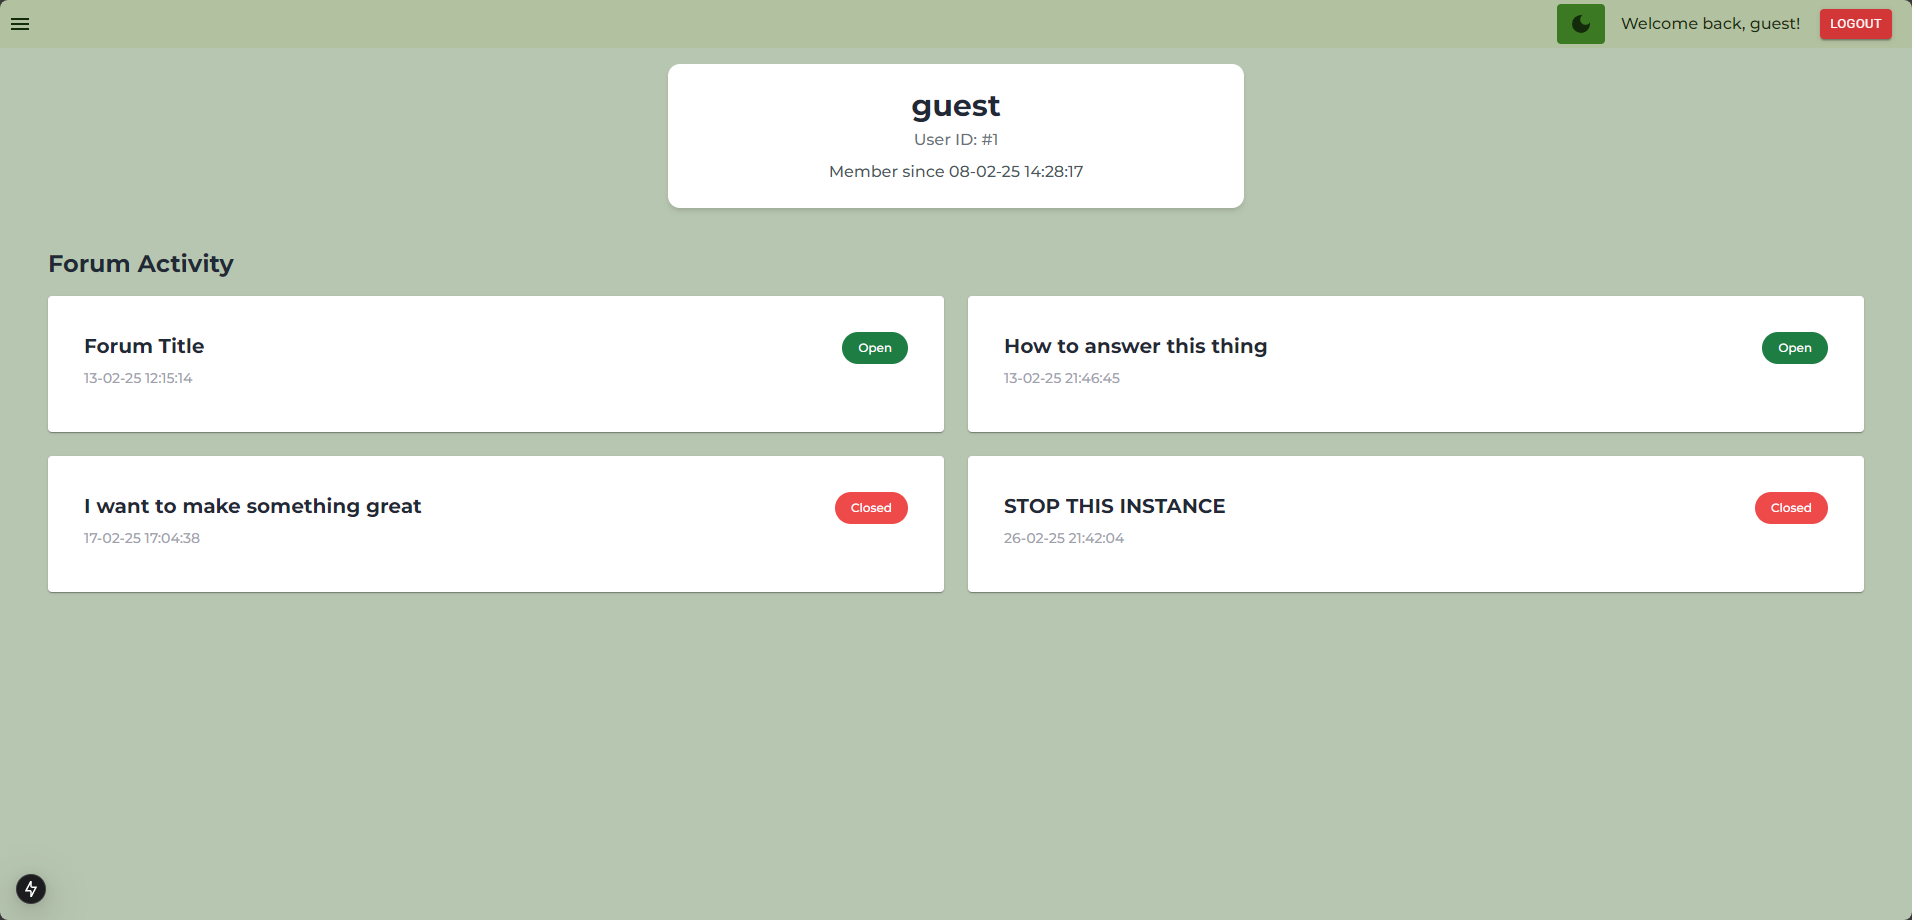 Welcome back, guest!
LOGOUT
guest
User ID: #1
Member since 08-02-25 14:28:17
Forum Activity
Forum Title
Open
13-02-25 12:15:14
How to answer this thing
Open
13-02-25 21:46:45
I want to make something great
Closed
17-02-25 17:04:38
STOP THIS INSTANCE
Closed
26-02-25 21:42:04